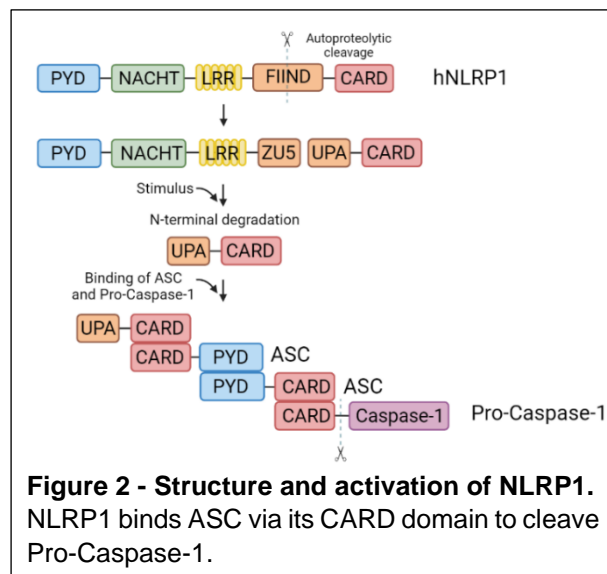 Autoproteolytic
cleavage
PYD NACHT LRR FIIND CARD hNLRP1
PYD NACHT LRR ZU5 UPA CARD
Stimulus
N-terminal degradation
UPA CARD
Binding of ASC
and Pro-Caspase-1
UPA CARD
CARD PYD ASC
PYD CARD ASC
CARD Caspase-1 Pro-Caspase-1
Figure 2 - Structure and activation of NLRP1.
NLRP1 binds ASC via its CARD domain to cleave
Pro-Caspase-1.